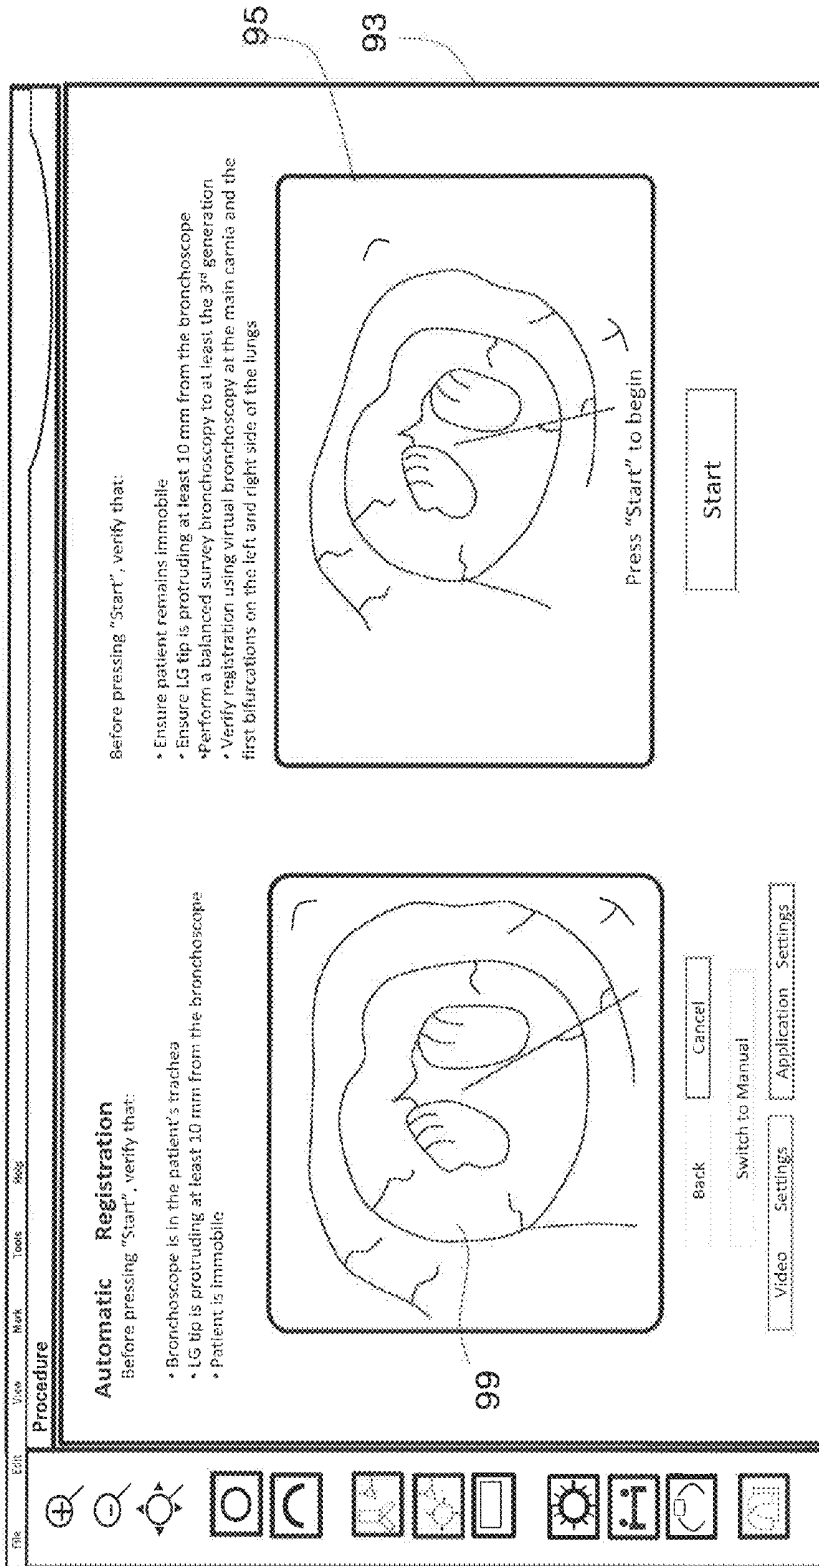 File Edit View Mark Tools Help
Procedure
Automatic Registration
Before pressing "Start", verify that:
• Bronchoscope is in the patient's trachea
• LG tip is protruding at least 10 mm from the bronchoscope
• Patient is immobile
99
Back
Cancel
Switch to Manual
Video Settings
Application Settings
Before pressing "Start", verify that:
• Ensure patient remains immobile
• Ensure LG tip is protruding at least 10 mm from the bronchoscope
•Perform a balanced survey bronchoscopy to at least the 3rd generation
• Verify registration using virtual bronchoscopy at the main carnia and the
first bifurcations on the left and right side of the lungs
Press "Start" to begin
Start
95
93